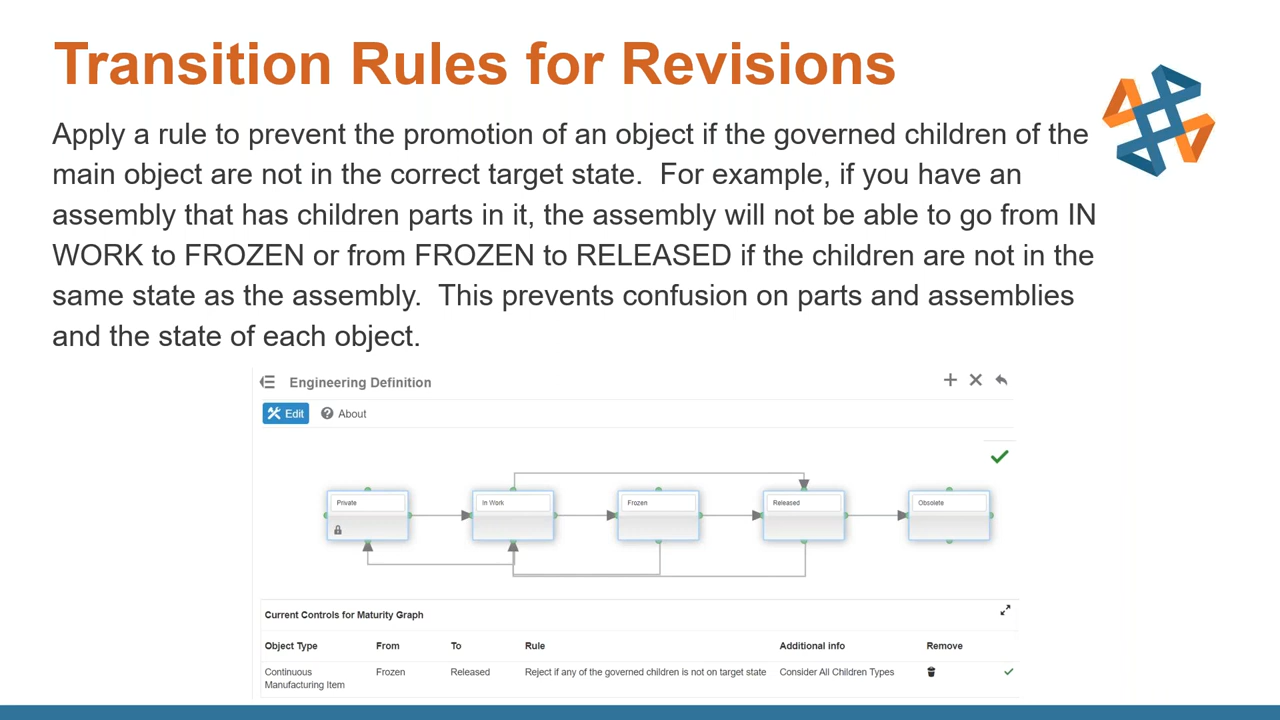 Transition Rules for Revisions
Apply a rule to prevent the promotion of an object if the governed children of the
main object are not in the correct target state.  For example, if you have an
assembly that has children parts in it, the assembly will not be able to go from IN
WORK to FROZEN or from FROZEN to RELEASED if the children are not in the
same state as the assembly.  This prevents confusion on parts and assemblies
and the state of each object.
Engineering Definition
Edit About
Private In Work Frozen Released Obsolete
Current Controls for Maturity Graph
Object Type From To Rule Additional info Remove
Continuous Frozen Released Reject if any of the governed children is not on target state Consider All Children Types
Manufacturing Item